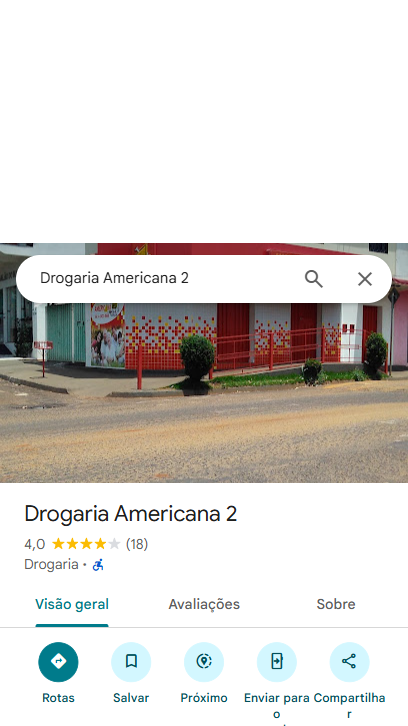 Drogaria Americana 2
Drogaria Americana 2
4,0 (18)
Drogaria ·
Visão geral Avaliações Sobre
Rotas Salvar Próximo Enviar para o Compartilhar